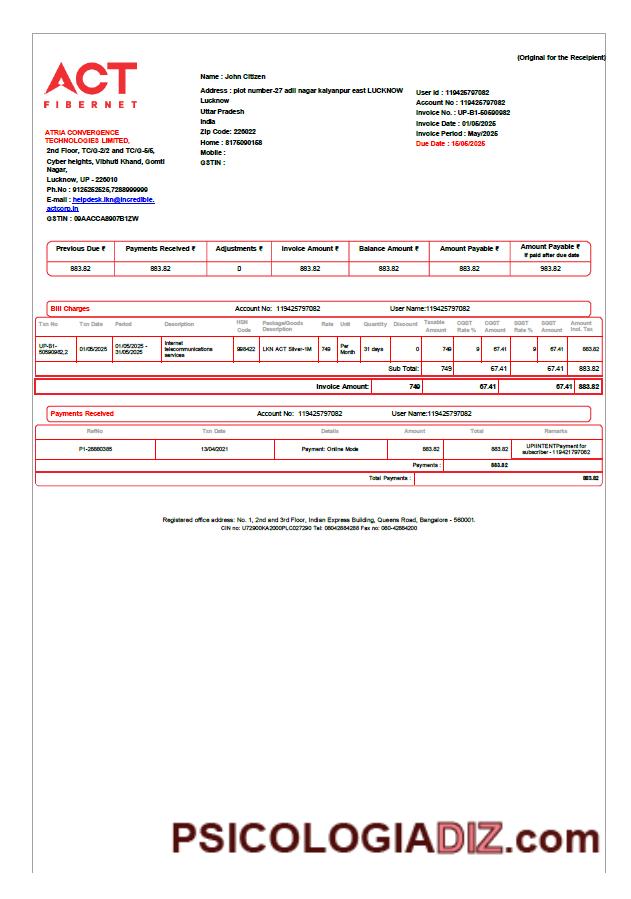 (Original for the Receipient)
ACT
FIBERNET
Name : John Citizen
Address : plot number-27 adil nagar kalyanpur east LUCKNOW
Lucknow
Uttar Pradesh
India
Zip Code: 226022
Home : 8175090158
Mobile :
GSTIN :
User Id : 119425797082
Account No : 119425797082
Invoice No. : UP-B1-50590982
Invoice Date : 01/05/2025
Invoice Period : May/2025
Due Date : 15/05/2025
ATRIA CONVERGENCE
TECHNOLOGIES LIMITED,
2nd Floor, TC/G-2/2 and TC/G-5/5,
Cyber heights, Vibhuti Khand, Gomti
Nagar,
Lucknow, UP - 226010
Ph.No : 9125252525,7288999999
E-mail : helpdesk.lkn@incredible.
actcorp.in
GSTIN : 09AACCA8907B1ZW
Previous Due ₹ Payments Received ₹ Adjustments ₹ Invoice Amount ₹ Balance Amount ₹ Amount Payable ₹ Amount Payable ₹
If paid after due date
883.82 883.82 0 883.82 883.82 883.82 983.82
Bill Charges Account No: 119425797082 User Name:119425797082
Txn No Txn Date Period Description HSN Code Package/Goods Description Rate Unit Quantity Discount Taxable Amount CGST Rate % CGST Amount SGST Rate % SGST Amount Amount Incl. Tax
UP-B1-50590982,2 01/05/2025 01/05/2025 - 31/05/2025 Internet telecommunications services 998422 LKN ACT Silver-1M 749 Per Month 31 days 0 749 9 67.41 9 67.41 883.82
Sub Total: 749 67.41 67.41 883.82
Invoice Amount: 749 67.41 67.41 883.82
Payments Received Account No: 119425797082 User Name:119425797082
RefNo Txn Date Details Amount Total Remarks
P1-28860385 13/04/2021 Payment: Online Mode 883.82 883.82 UPIINTENTPayment for subscriber - 119421797082
Payments : 883.82
Total Payments : 883.82
Registered office address: No. 1, 2nd and 3rd Floor, Indian Express Building, Queens Road, Bangalore - 560001.
CIN no: U72900KA2000PLC027290 Tel: 08042884288 Fax no: 080-42884200
PSICOLOGIADIZ.com